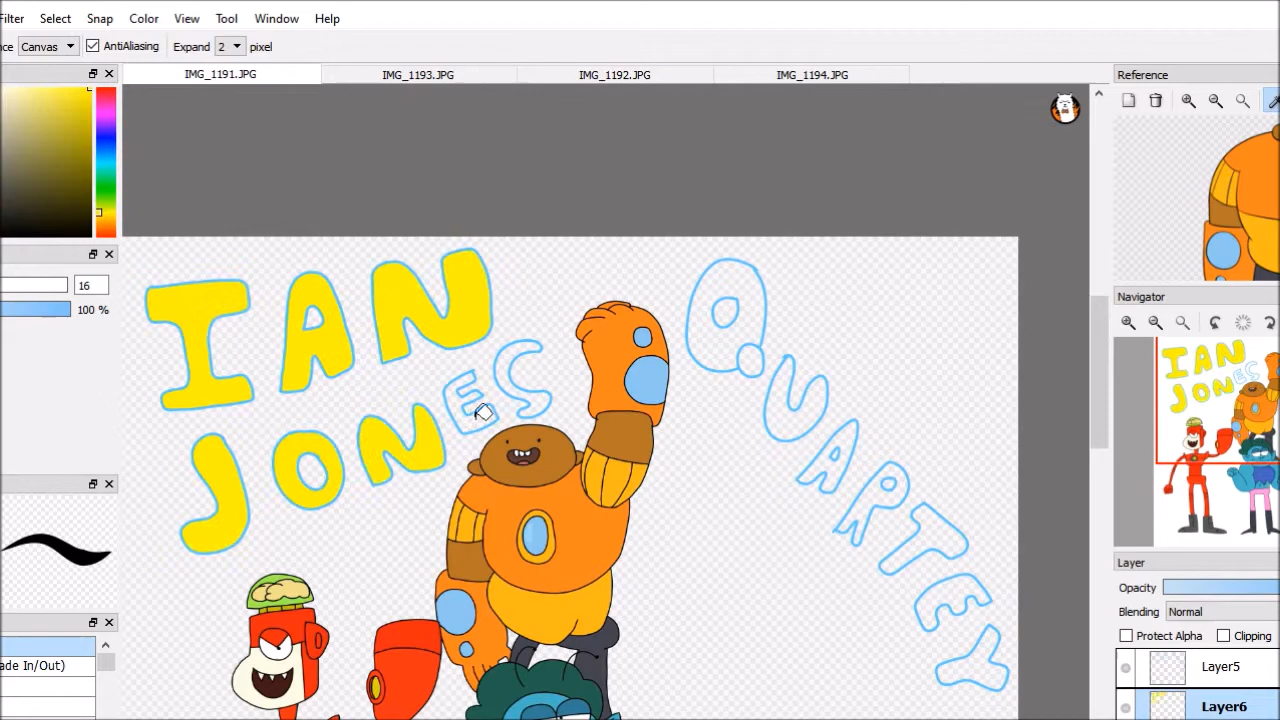 Filter Select Snap Color View Tool Window Help
Canvas AntiAliasing Expand 2 pixel
IMG_1191.JPG IMG_1193.JPG IMG_1192.JPG IMG_1194.JPG
Reference
16
100 %
Navigator
IAN
JONES
QUARTEY
IAN
JONES
Layer
Opacity
Blending Normal
Protect Alpha Clipping
Layer5
Layer6
ade In/Out)